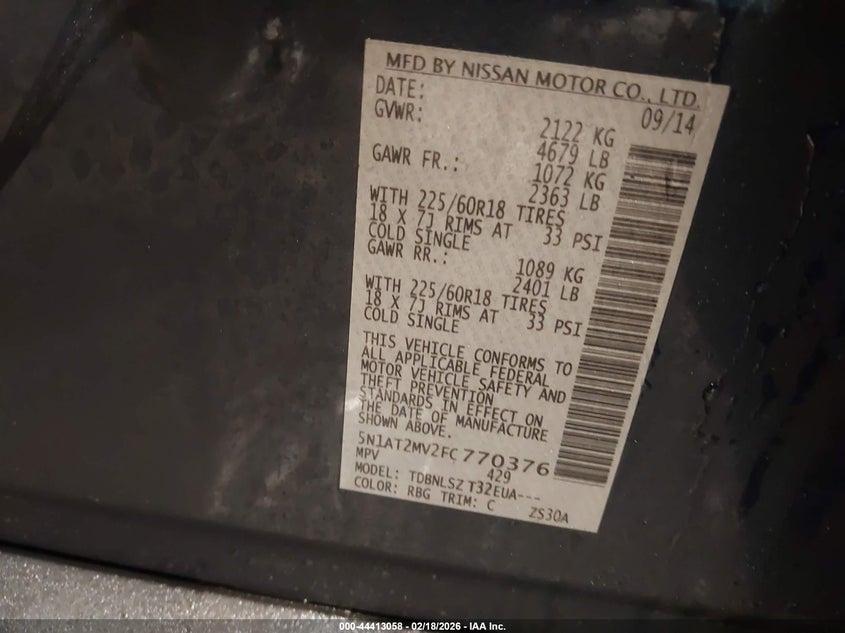 MFD BY NISSAN MOTOR CO., LTD.
DATE: 09/14
GVWR: 2122 KG
4679 LB
GAWR FR.: 1072 KG
2363 LB
WITH 225/60R18 TIRES
18 X 7J RIMS AT 33 PSI
COLD SINGLE
GAWR RR.: 1089 KG
2401 LB
WITH 225/60R18 TIRES
18 X 7J RIMS AT 33 PSI
COLD SINGLE
THIS VEHICLE CONFORMS TO
ALL APPLICABLE FEDERAL
MOTOR VEHICLE SAFETY AND
THEFT PREVENTION
STANDARDS IN EFFECT ON
THE DATE OF MANUFACTURE
SHOWN ABOVE.
5N1AT2MV2FC770376
MPV 429
MODEL: TDBNLSZ T32EUA---
COLOR: RBG TRIM: C ZS30A
000-44413058 - 02/18/2026 - IAA Inc.